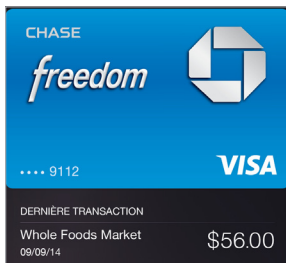 CHASE
freedom
•••• 9112
VISA
DERNIÈRE TRANSACTION
Whole Foods Market
$56.00
09/09/14